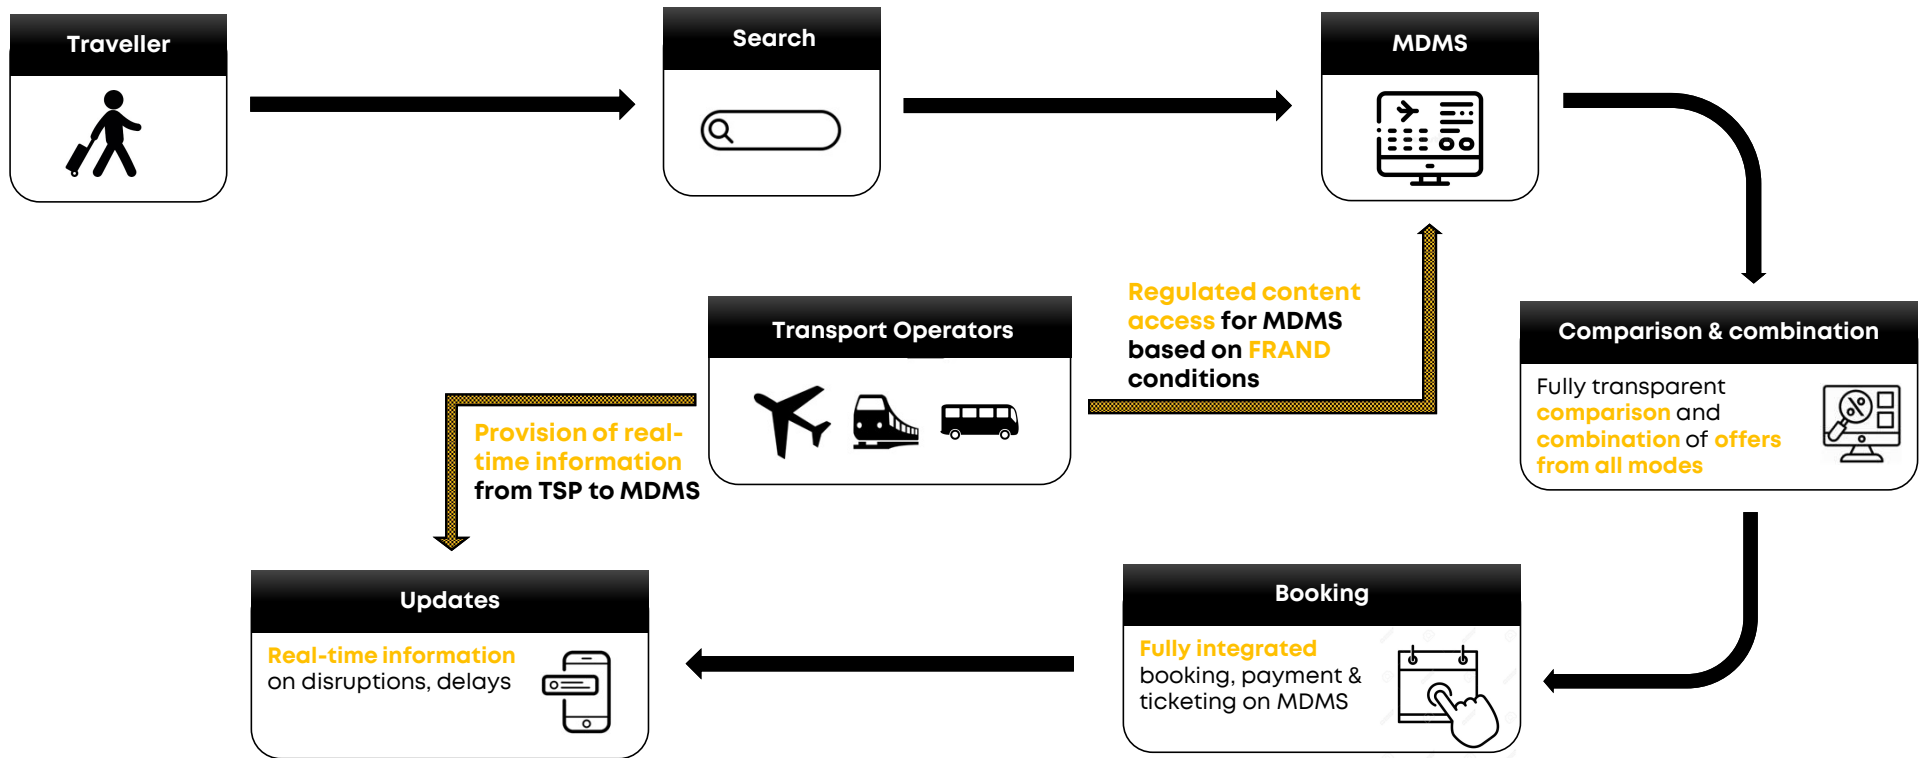 Traveller
Search
MDMS
Regulated content
access for MDMS
based on FRAND
conditions
Transport Operators
Comparison & combination
Fully transparent
comparison and
combination of offers
from all modes
Provision of real-
time information
from TSP to MDMS
Updates
Real-time information
on disruptions, delays
Booking
Fully integrated
booking, payment &
ticketing on MDMS